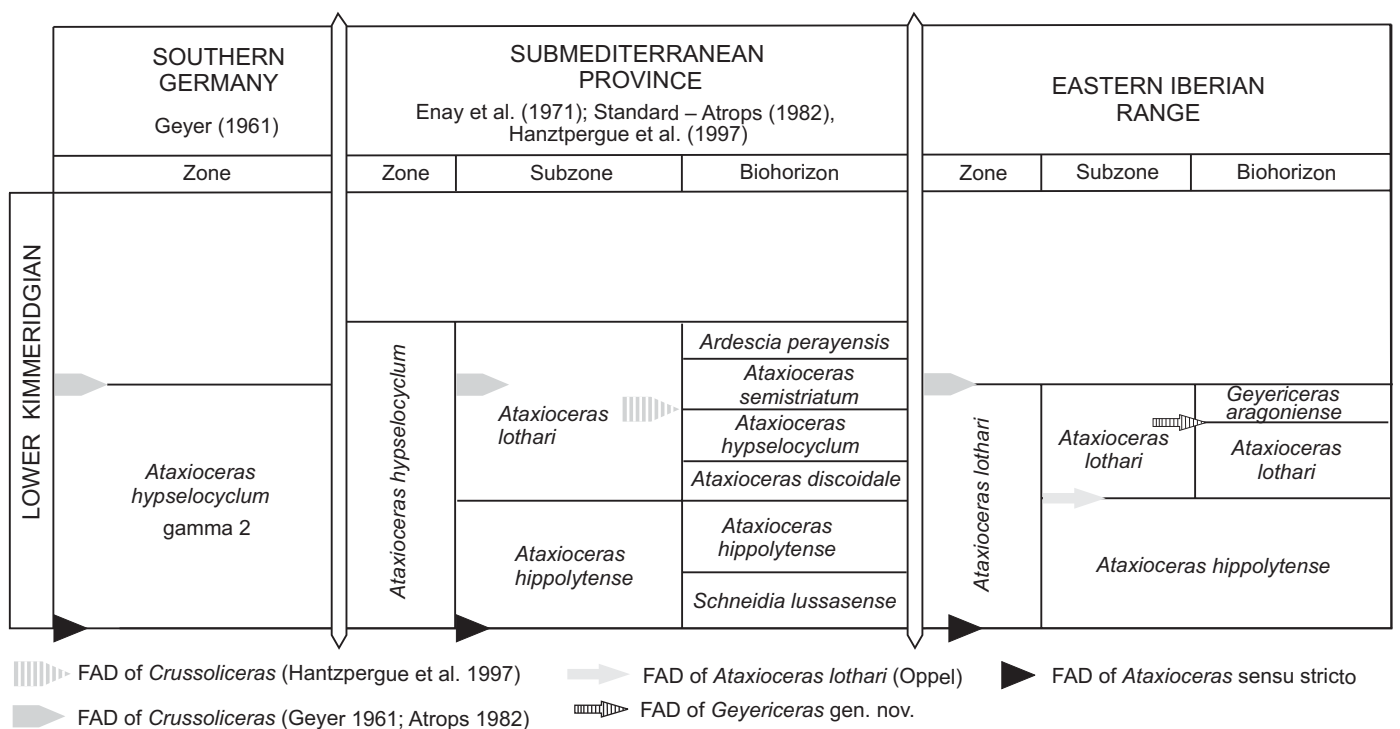 SOUTHERN
GERMANY
Geyer (1961)
SUBMEDITERRANEAN
PROVINCE
Enay et al. (1971); Standard – Atrops (1982),
Hanztpergue et al. (1997)
EASTERN IBERIAN
RANGE
Zone
Zone
Subzone
Biohorizon
Zone
Subzone
Biohorizon
LOWER KIMMERIDGIAN
Ataxioceras
hypselocyclum
gamma 2
Ataxioceras hypselocyclum
Ataxioceras
lothari
Ataxioceras
hippolytense
Ardescia perayensis
Ataxioceras
semistriatum
Ataxioceras
hypselocyclum
Ataxioceras discoidale
Ataxioceras
hippolytense
Schneidia lussasense
Ataxioceras lothari
Ataxioceras
lothari
Geyericeras
aragoniense
Ataxioceras
lothari
Ataxioceras hippolytense
FAD of Crussoliceras (Hantzpergue et al. 1997)
FAD of Ataxioceras lothari (Oppel)
FAD of Ataxioceras sensu stricto
FAD of Crussoliceras (Geyer 1961; Atrops 1982)
FAD of Geyericeras gen. nov.